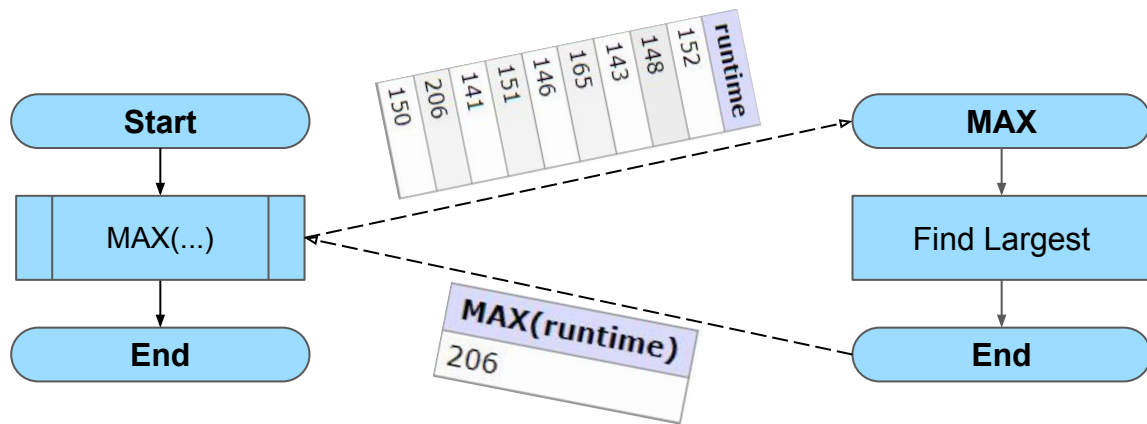 Start
MAX(...)
End
runtime
152
148
143
165
146
151
141
206
150
MAX(runtime)
206
MAX
Find Largest
End